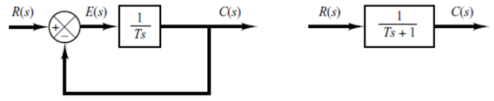 R(s) E(s) 1/Ts C(s)
+ −
R(s) 1/(Ts + 1) C(s)